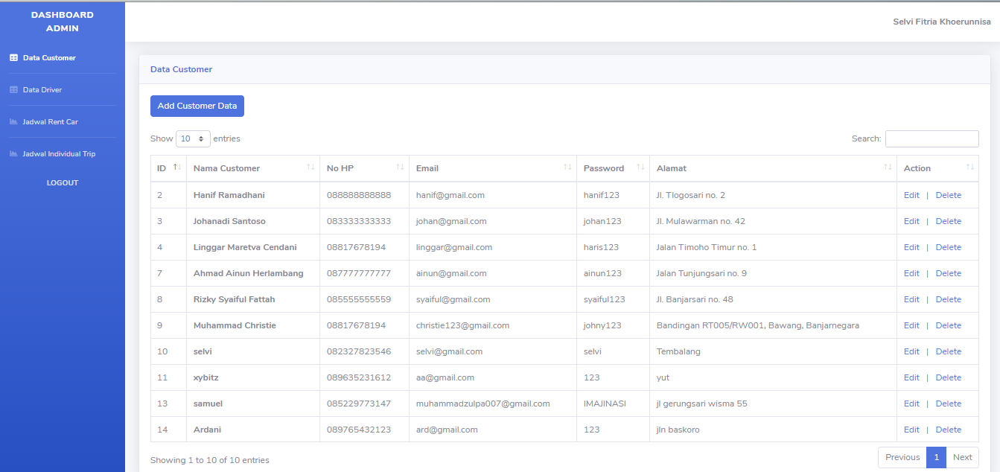 DASHBOARD
ADMIN
Selvi Fitria Khoerunnisa
Data Customer
Data Driver
Jadwal Rent Car
Jadwal Individual Trip
LOGOUT
Data Customer
Add Customer Data
Show 10 entries Search:
ID Nama Customer No HP Email Password Alamat Action
2 Hanif Ramadhani 088888888888 hanif@gmail.com hanif123 Jl. Tlogosari no. 2 Edit | Delete
3 Johanadi Santoso 083333333333 johan@gmail.com johan123 Jl. Mulawarman no. 42 Edit | Delete
4 Linggar Maretva Cendani 08817678194 linggar@gmail.com haris123 Jalan Timoho Timur no. 1 Edit | Delete
7 Ahmad Ainun Herlambang 087777777777 ainun@gmail.com ainun123 Jalan Tunjungsari no. 9 Edit | Delete
8 Rizky Syaiful Fattah 085555555559 syaiful@gmail.com syaiful123 Jl. Banjarsari no. 48 Edit | Delete
9 Muhammad Christie 08817678194 christie123@gmail.com johny123 Bandingan RT005/RW001, Bawang, Banjarnegara Edit | Delete
10 selvi 082327823546 selvi@gmail.com selvi Tembalang Edit | Delete
11 xybitz 089635231612 aa@gmail.com 123 yut Edit | Delete
13 samuel 085229773147 muhammadzulpa007@gmail.com IMAJINASI jl gerungsari wisma 55 Edit | Delete
14 Ardani 089765432123 ard@gmail.com 123 jln baskoro Edit | Delete
Showing 1 to 10 of 10 entries Previous 1 Next